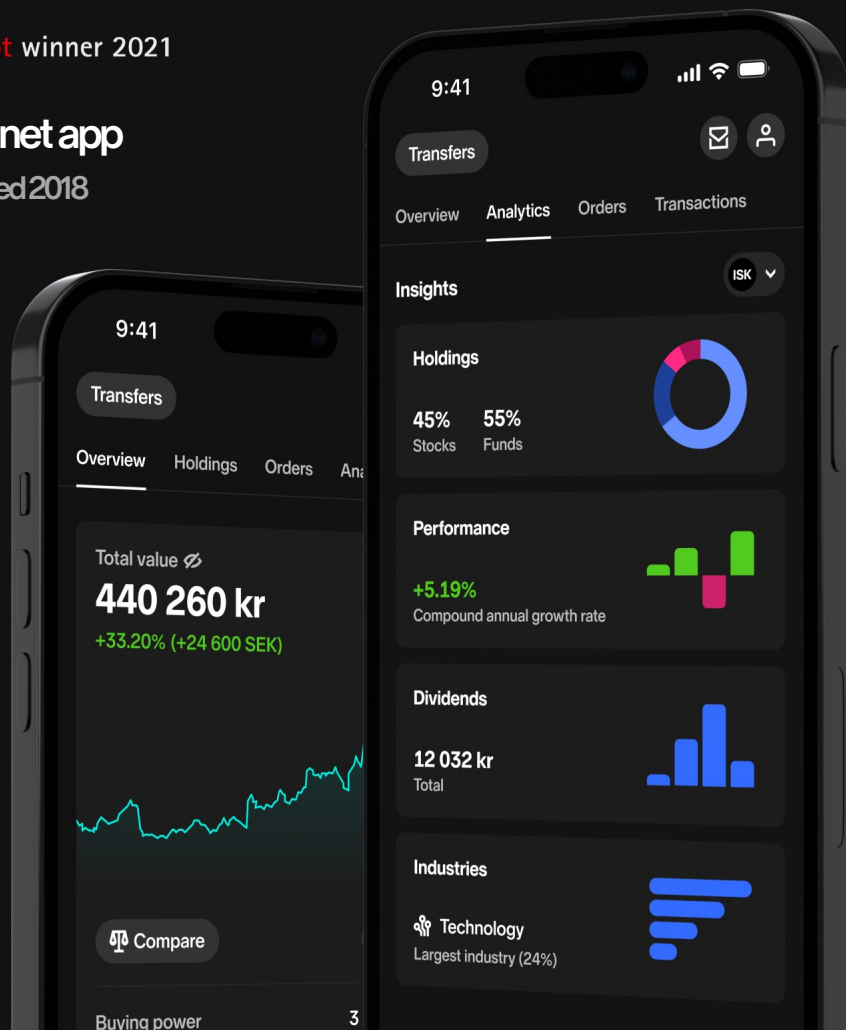 winner 2021
net app
2018
9:41
Transfers
Overview Holdings Orders
Total value
440 260 kr
+33.20% (+24 600 SEK)
Compare
Buying power 3
9:41
Transfers
Overview Analytics Orders Transactions
Insights
ISK
Holdings
45% 55%
Stocks Funds
Performance
+5.19%
Compound annual growth rate
Dividends
12 032 kr
Total
Industries
Technology
Largest industry (24%)